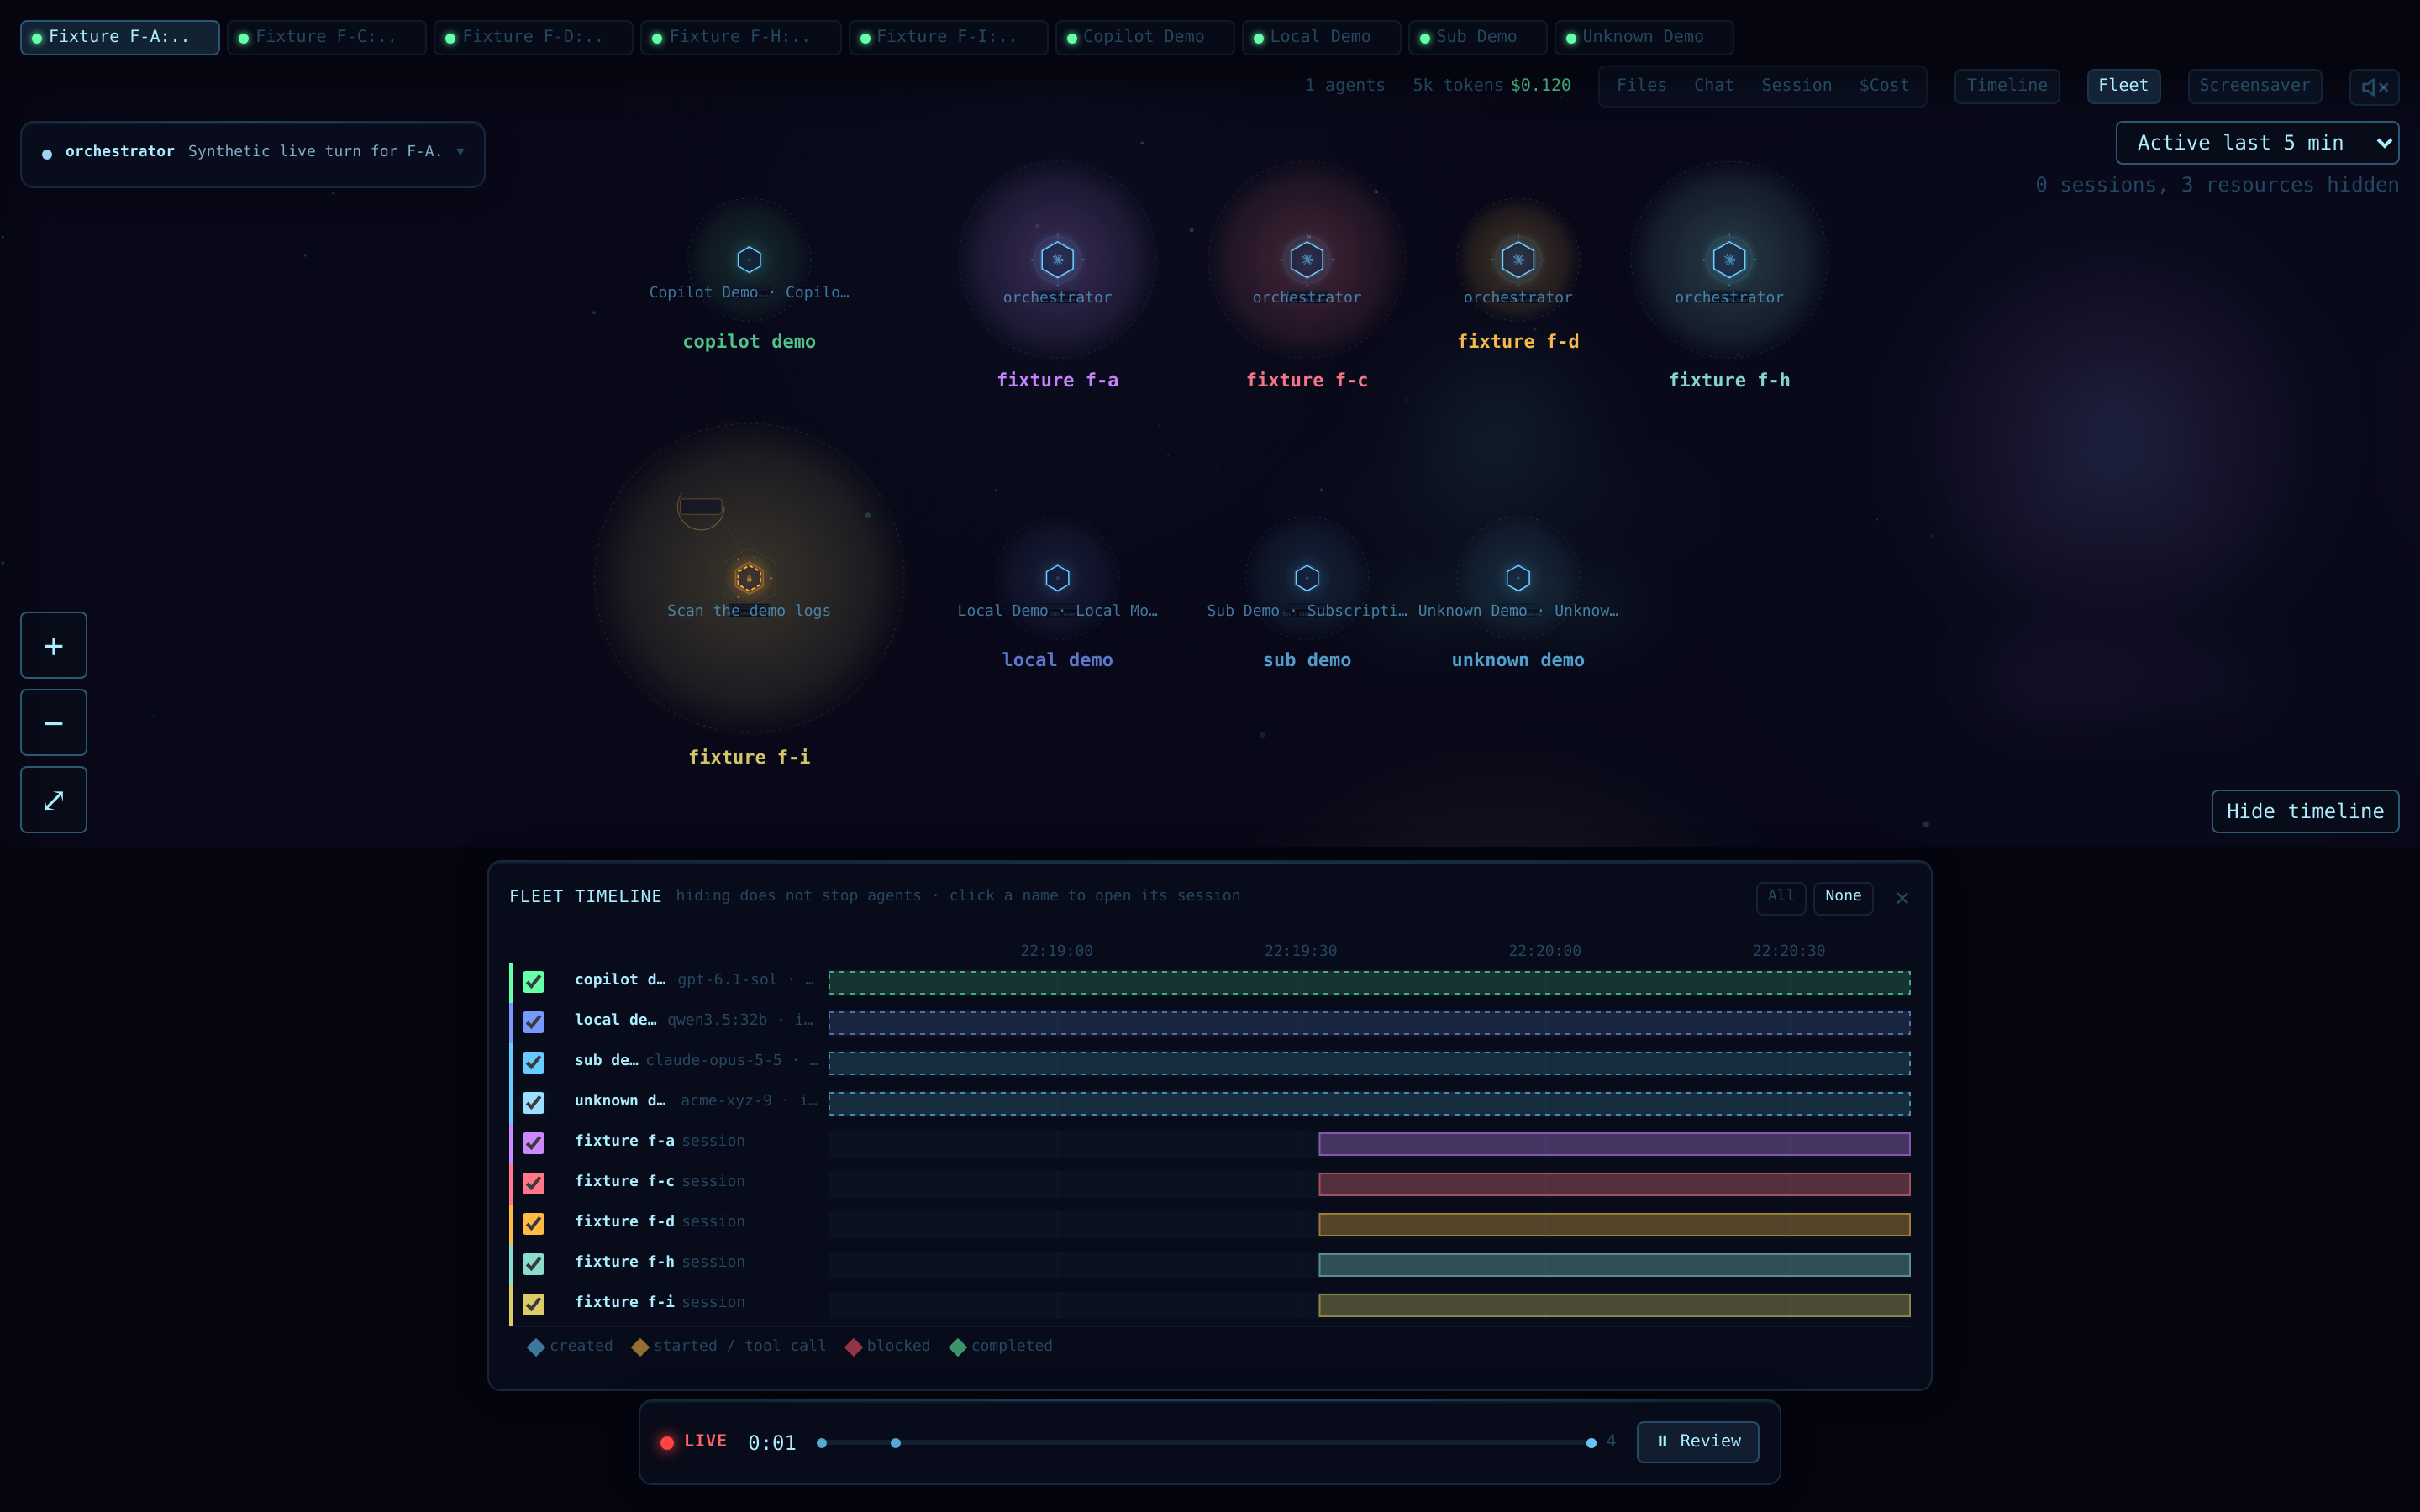 Fixture F-A:.. Fixture F-C:.. Fixture F-D:.. Fixture F-H:.. Fixture F-I:.. Copilot Demo Local Demo Sub Demo Unknown Demo
1 agents 5k tokens $0.120 Files Chat Session $Cost Timeline Fleet Screensaver
orchestrator Synthetic live turn for F-A. ▼
Active last 5 min
0 sessions, 3 resources hidden
Copilot Demo · Copilo… orchestrator orchestrator orchestrator orchestrator
copilot demo fixture f-d
fixture f-a fixture f-c fixture f-h
Scan the demo logs Local Demo · Local Mo… Sub Demo · Subscripti… Unknown Demo · Unknow…
local demo sub demo unknown demo
fixture f-i
+
−
Hide timeline
FLEET TIMELINE hiding does not stop agents · click a name to open its session All None ×
22:19:00 22:19:30 22:20:00 22:20:30
copilot d… gpt-6.1-sol · …
local de… qwen3.5:32b · i…
sub de… claude-opus-5-5 · …
unknown d… acme-xyz-9 · i…
fixture f-a session
fixture f-c session
fixture f-d session
fixture f-h session
fixture f-i session
created started / tool call blocked completed
LIVE 0:01 4 Review